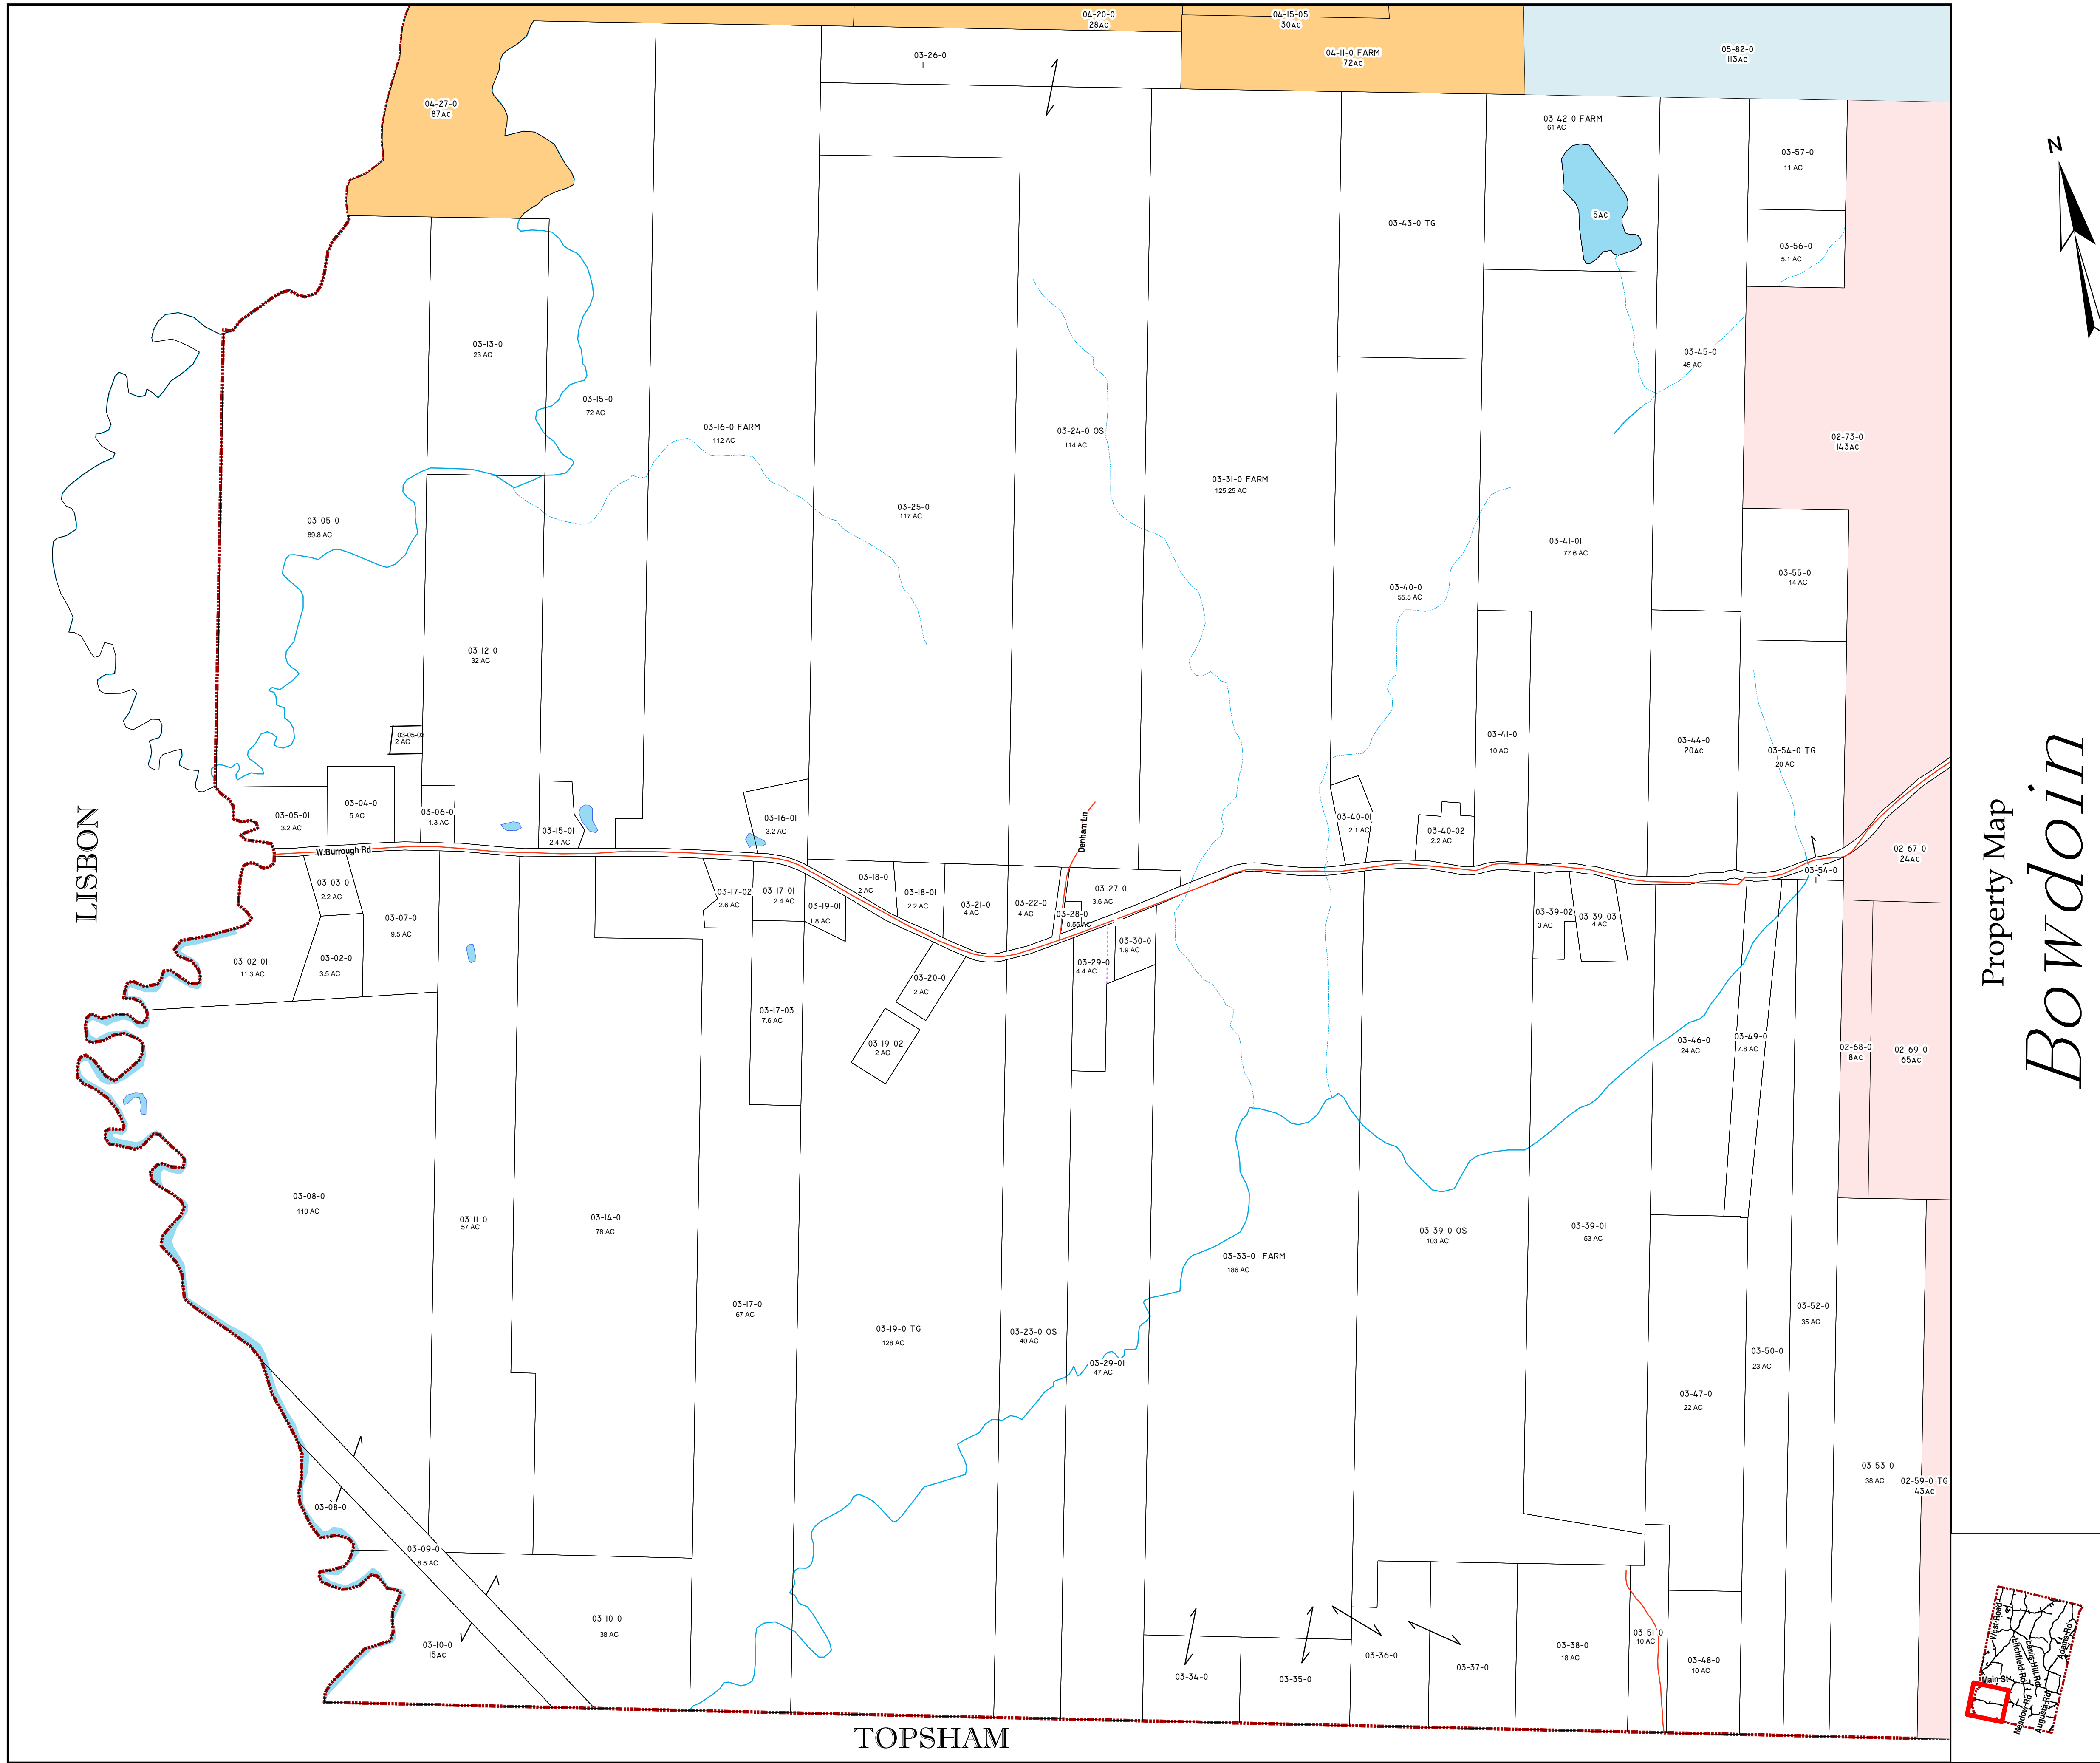 04-20-0
28AC
04-15-05
30AC
04-11-0 FARM
72AC
05-82-0
113AC
03-26-0
1
04-27-0
87AC
03-42-0 FARM
61 AC
5AC
03-57-0
11 AC
03-56-0
5.1 AC
N
03-43-0 TG
03-13-0
23 AC
03-15-0
72 AC
03-16-0 FARM
112 AC
03-24-0 OS
114 AC
03-45-0
45 AC
02-73-0
143AC
03-31-0 FARM
125.25 AC
03-25-0
117 AC
03-05-0
89.8 AC
03-41-01
77.6 AC
03-40-0
55.5 AC
03-55-0
14 AC
03-12-0
32 AC
03-05-02
2 AC
03-41-0
10 AC
03-44-0
20AC
03-54-0 TG
20 AC
03-05-01
3.2 AC
03-04-0
5 AC
03-06-0
1.3 AC
03-15-01
2.4 AC
03-16-01
3.2 AC
Denham Ln
03-40-01
2.1 AC
03-40-02
2.2 AC
W Burrough Rd
LISBON
Property Map
Bowdoin
02-67-0
24AC
03-54-0
1
03-03-0
2.2 AC
03-07-0
9.5 AC
03-17-02
2.6 AC
03-17-01
2.4 AC
03-19-01
1.8 AC
03-18-0
2 AC
03-18-01
2.2 AC
03-21-0
4 AC
03-22-0
4 AC
03-27-0
3.6 AC
03-28-0
0.55AC
03-30-0
1.9 AC
03-29-0
4.4 AC
03-39-02
3 AC
03-39-03
4 AC
03-02-01
11.3 AC
03-02-0
3.5 AC
03-20-0
2 AC
03-17-03
7.6 AC
03-19-02
2 AC
03-46-0
24 AC
03-49-0
7.8 AC
02-68-0
8AC
02-69-0
65AC
03-08-0
110 AC
03-11-0
57 AC
03-14-0
78 AC
03-39-0 OS
103 AC
03-39-01
53 AC
03-33-0 FARM
186 AC
03-17-0
67 AC
03-19-0 TG
128 AC
03-23-0 OS
40 AC
03-29-01
47 AC
03-52-0
35 AC
03-50-0
23 AC
03-47-0
22 AC
03-53-0
38 AC
02-59-0 TG
43AC
03-08-0
03-09-0
8.5 AC
03-10-0
38 AC
03-10-0
15AC
03-34-0
03-35-0
03-36-0
03-37-0
03-38-0
18 AC
03-51-0
10 AC
03-48-0
10 AC
West Road
Litchfield Rd
Lewis Hill Rd
Adams Rd
Main St
Meadow Rd
Augusta Rd
TOPSHAM